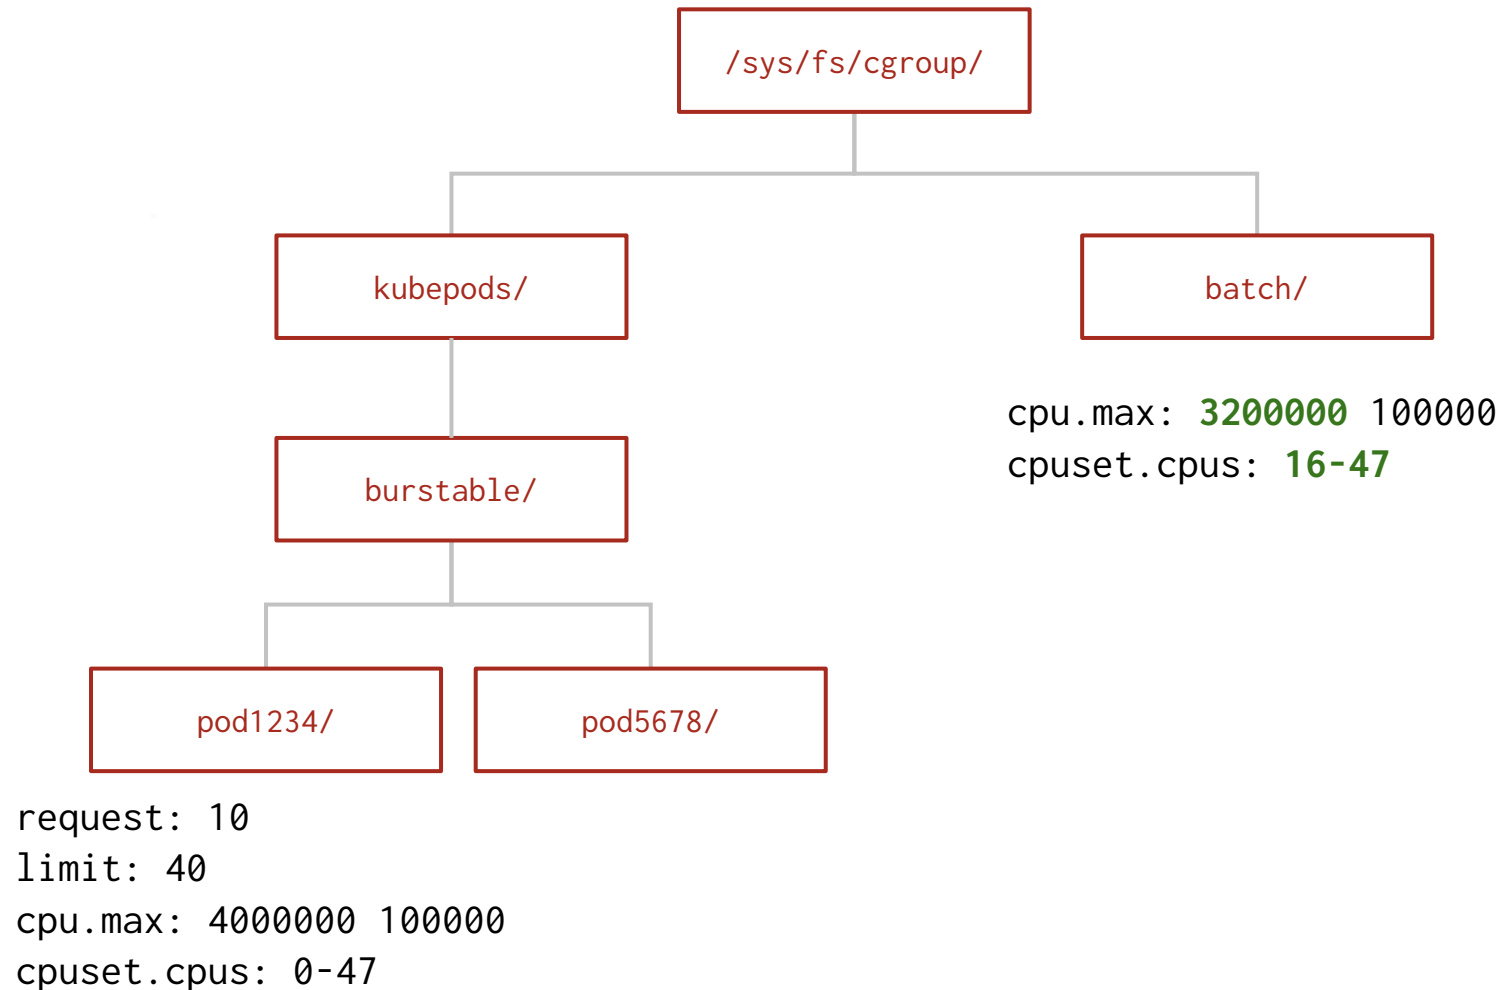 /sys/fs/cgroup/
kubepods/
batch/
cpu.max: 3200000 100000
cpuset.cpus: 16-47
burstable/
pod1234/
pod5678/
request: 10
limit: 40
cpu.max: 4000000 100000
cpuset.cpus: 0-47